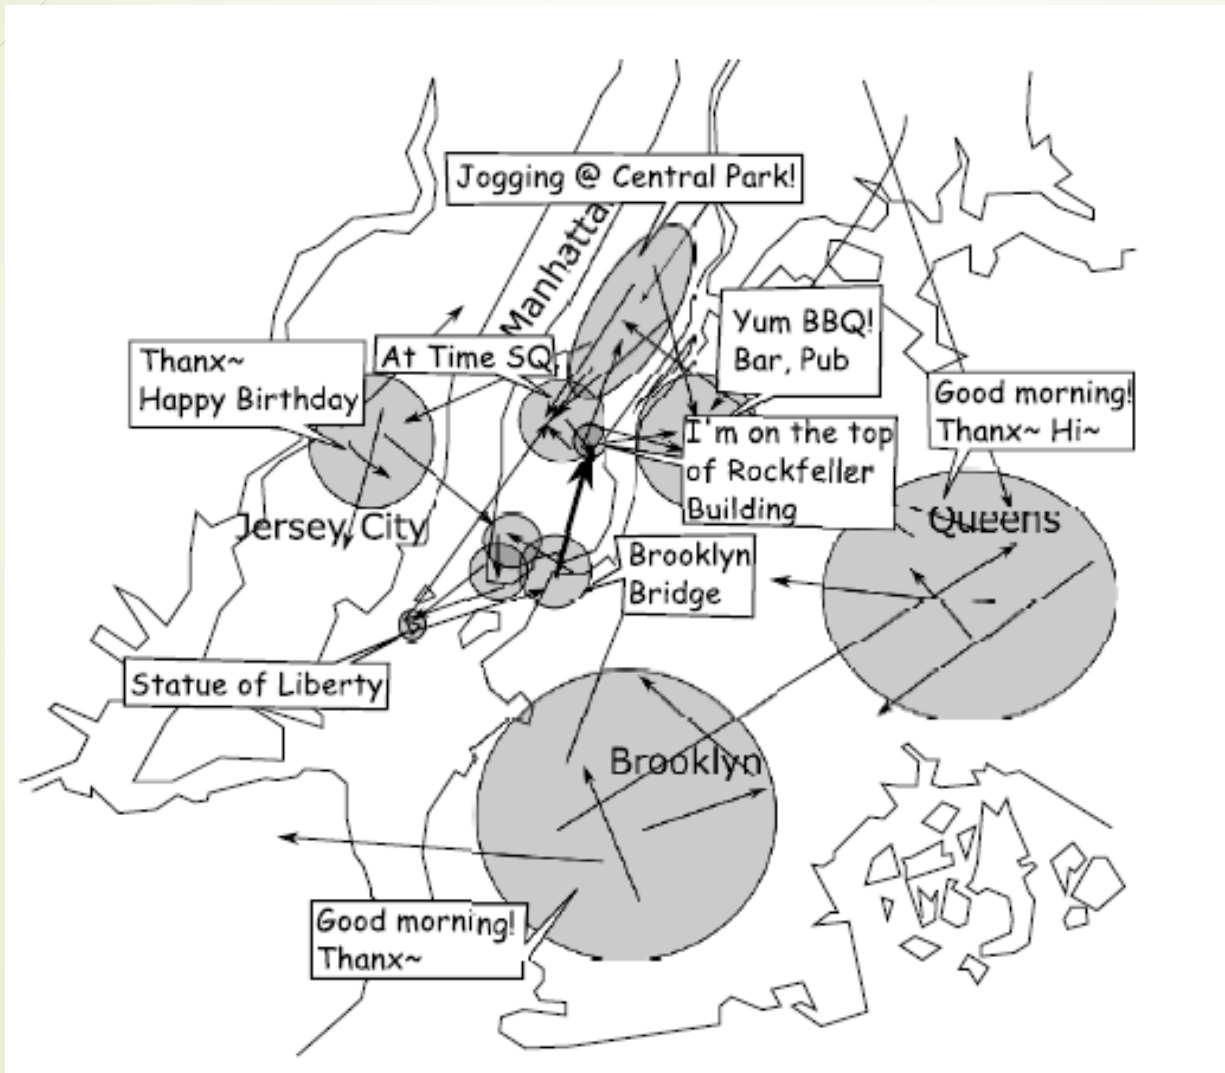 Jogging @ Central Park!
Manhatta
At Time SQ
Yum BBQ!
Bar, Pub
Thanx~
Happy Birthday
Good morning!
Thanx~ Hi~
I'm on the top
of Rockfeller
Building
Jersey City
Queens
Brooklyn
Bridge
Statue of Liberty
Brooklyn
Good morning!
Thanx~